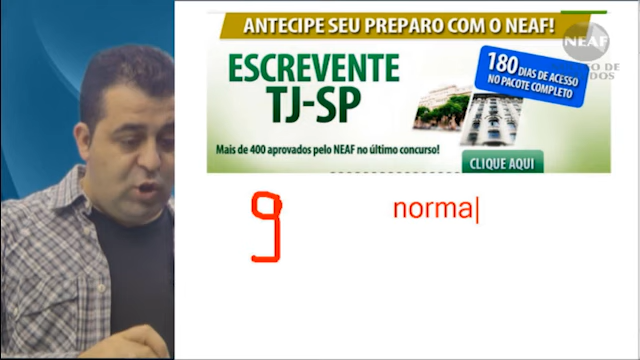 ANTECIPE SEU PREPARO COM O NEAF!
NEAF
ESCREVENTE
TJ-SP
180 DIAS DE ACESSO
NO PACOTE COMPLETO
Mais de 400 aprovados pelo NEAF no último concurso!
CLIQUE AQUI
9
norma